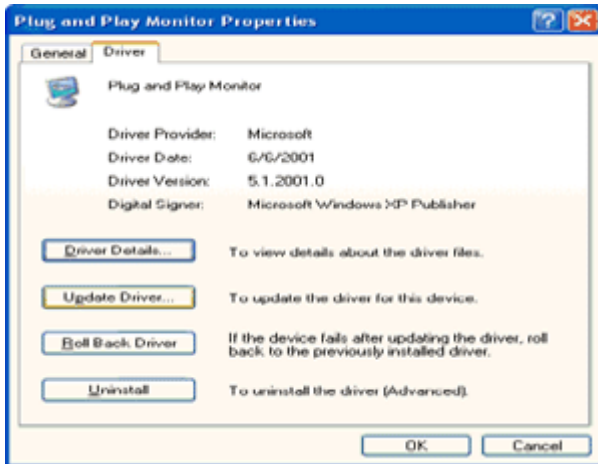 Plug and Play Monitor Properties
General Driver
Plug and Play Monitor
Driver Provider: Microsoft
Driver Date: 6/6/2001
Driver Version: 5.1.2001.0
Digital Signer: Microsoft Windows XP Publisher
Driver Details... To view details about the driver files.
Update Driver... To update the driver for this device.
Roll Back Driver If the device fails after updating the driver, roll
back to the previously installed driver.
Uninstall To uninstall the driver (Advanced).
OK Cancel